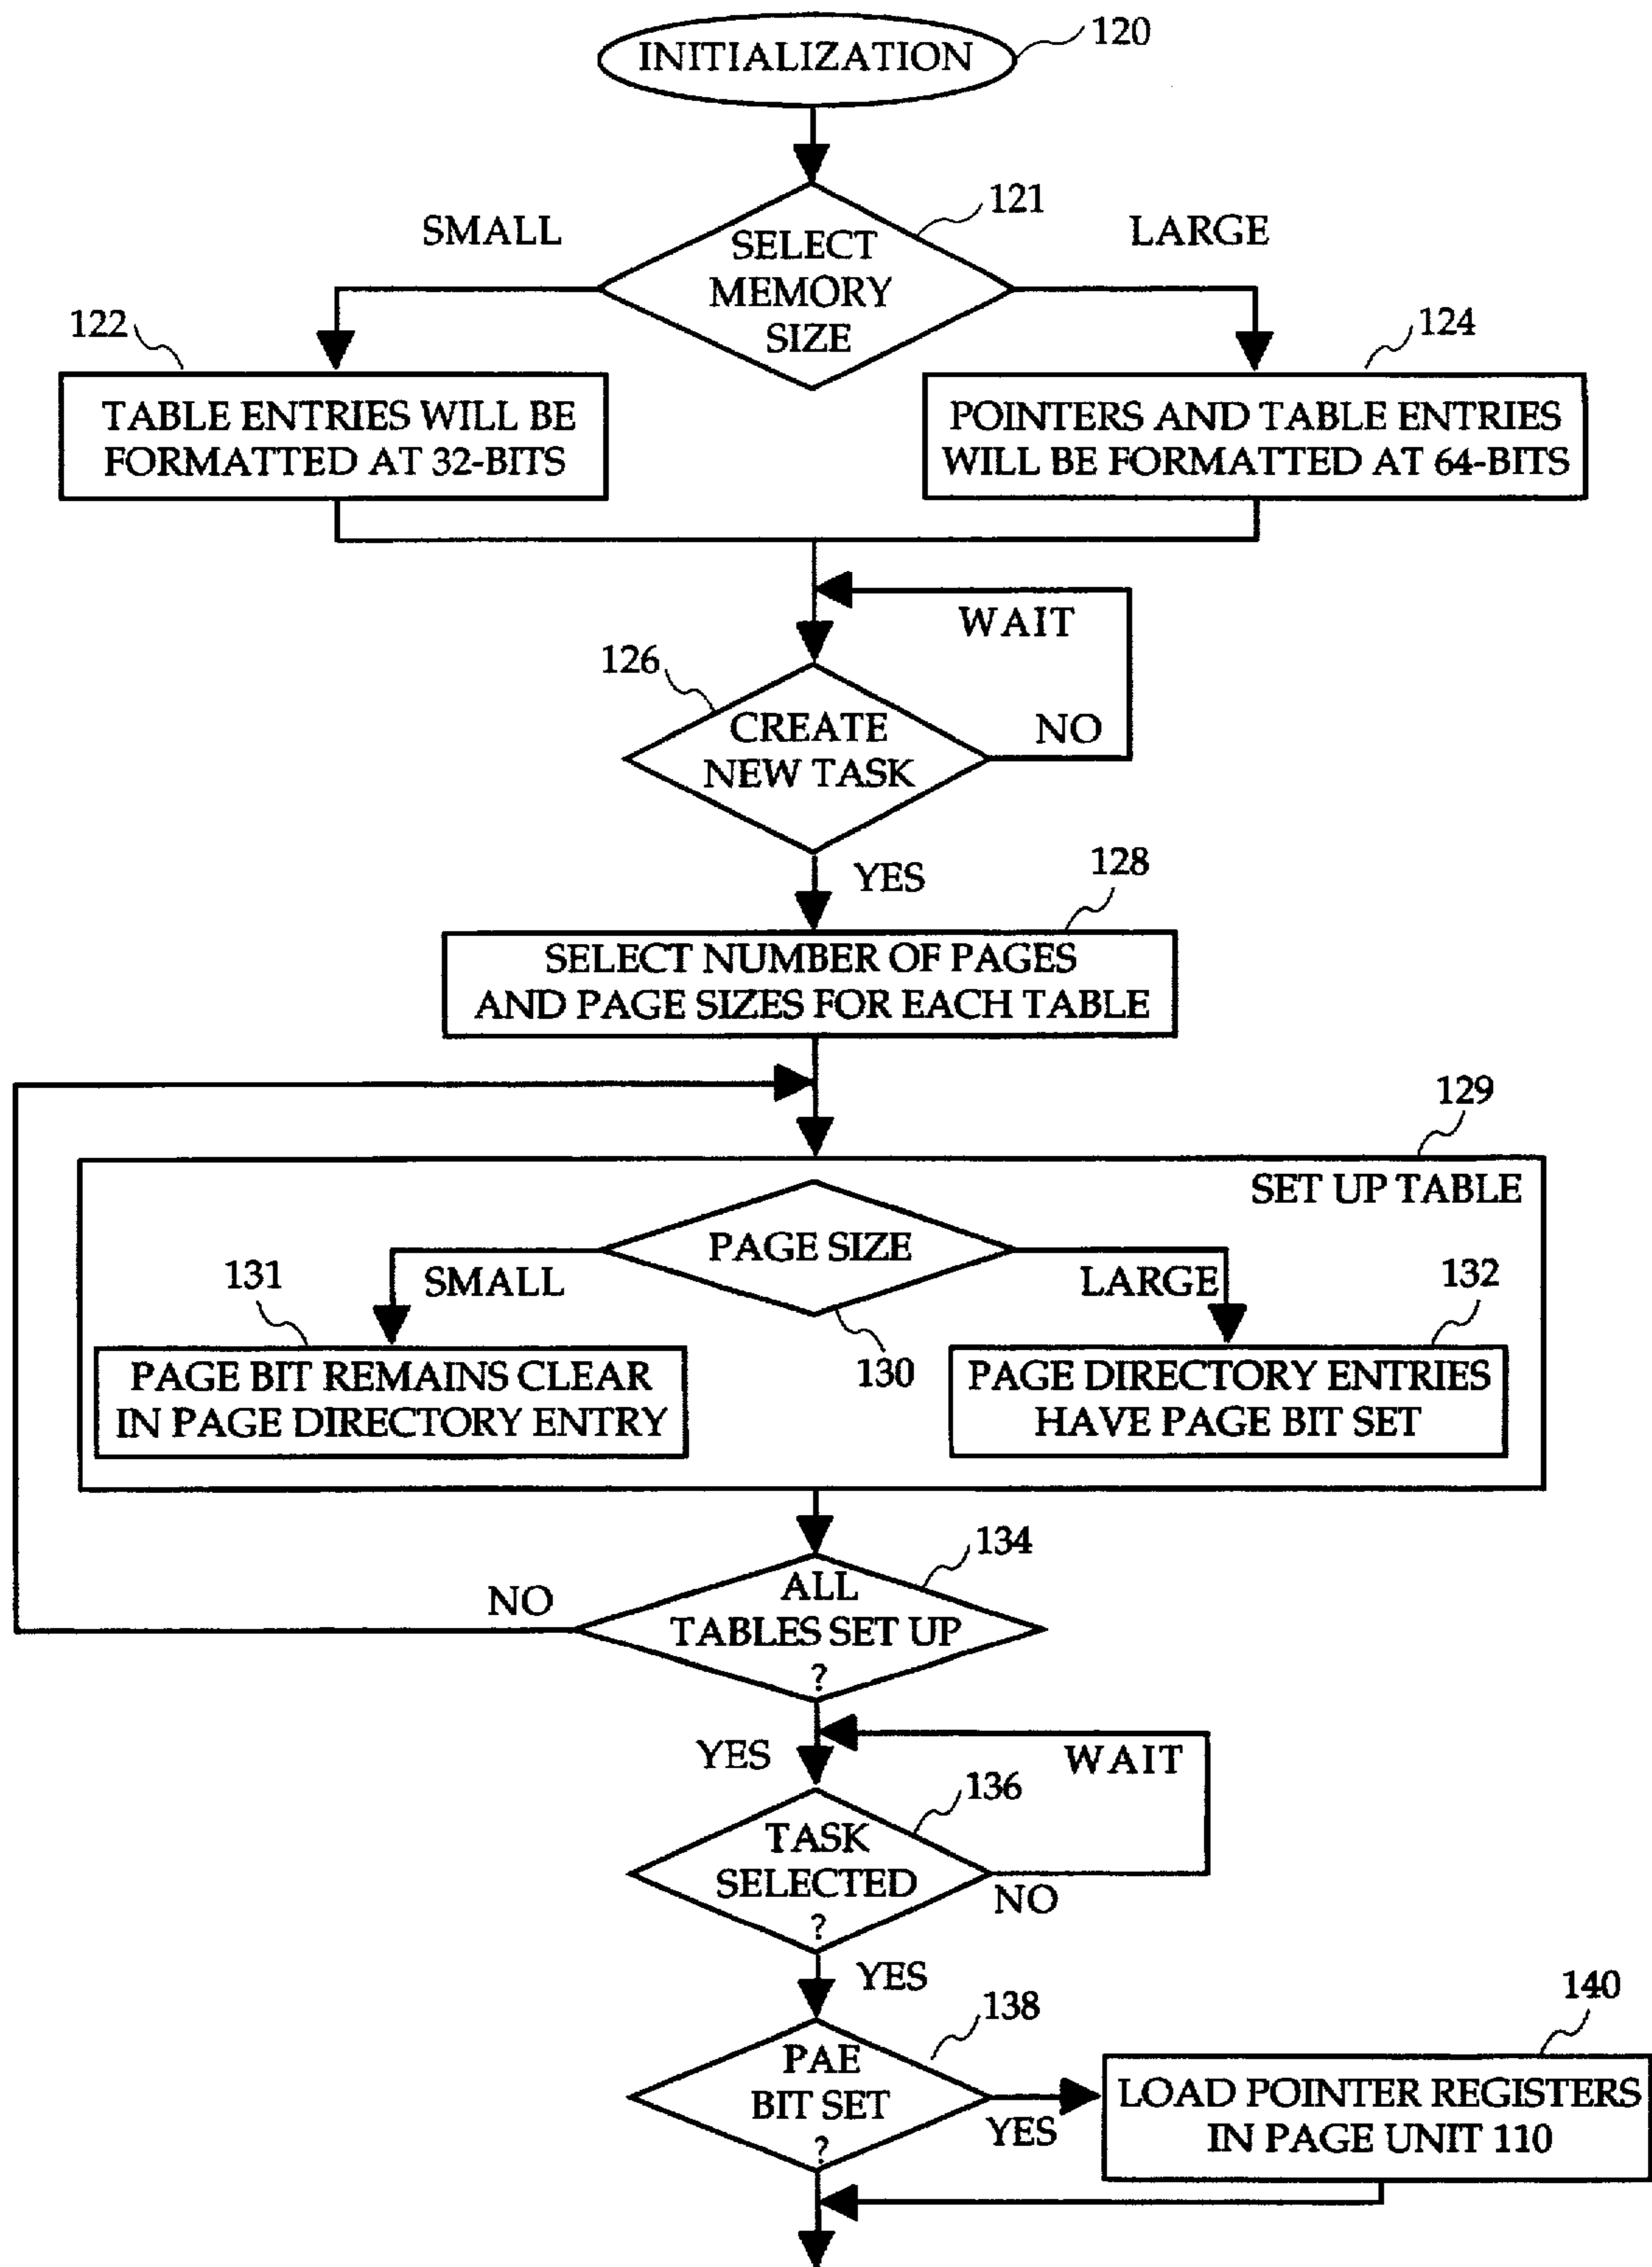 INITIALIZATION
120
SELECT
MEMORY
SIZE
121
SMALL
LARGE
122
TABLE ENTRIES WILL BE
FORMATTED AT 32-BITS
124
POINTERS AND TABLE ENTRIES
WILL BE FORMATTED AT 64-BITS
WAIT
126
CREATE
NEW TASK
NO
YES
128
SELECT NUMBER OF PAGES
AND PAGE SIZES FOR EACH TABLE
129
SET UP TABLE
PAGE SIZE
130
SMALL
LARGE
131
PAGE BIT REMAINS CLEAR
IN PAGE DIRECTORY ENTRY
132
PAGE DIRECTORY ENTRIES
HAVE PAGE BIT SET
134
ALL
TABLES SET UP
?
NO
YES
WAIT
136
TASK
SELECTED
?
NO
YES
138
PAE
BIT SET
?
YES
140
LOAD POINTER REGISTERS
IN PAGE UNIT 110